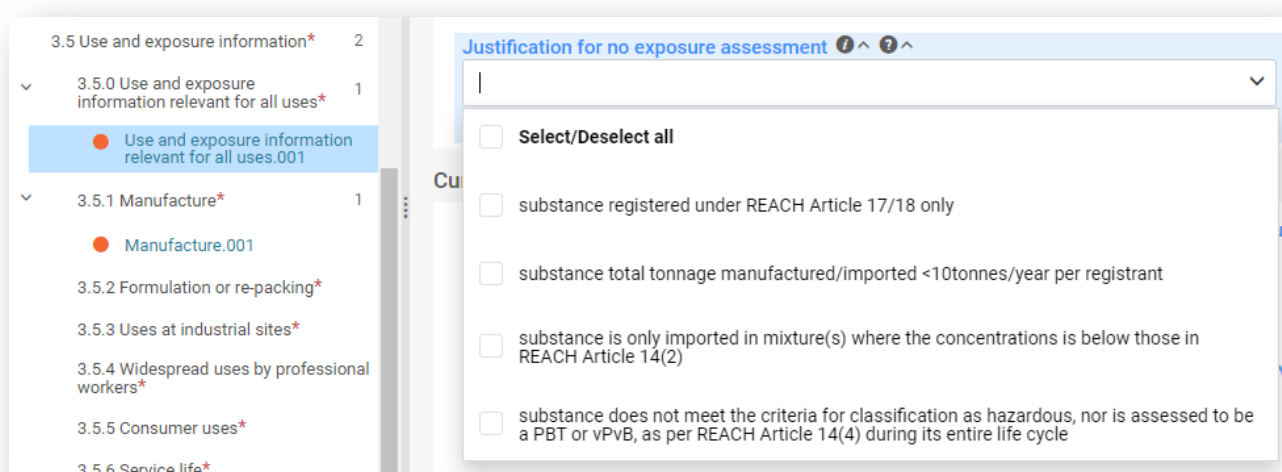 3.5 Use and exposure information* 2
3.5.0 Use and exposure
information relevant for all uses* 1
Use and exposure information
relevant for all uses.001
3.5.1 Manufacture* 1
Manufacture.001
3.5.2 Formulation or re-packing*
3.5.3 Uses at industrial sites*
3.5.4 Widespread uses by professional
workers*
3.5.5 Consumer uses*
3.5.6 Service life*
Justification for no exposure assessment
Select/Deselect all
substance registered under REACH Article 17/18 only
substance total tonnage manufactured/imported <10tonnes/year per registrant
substance is only imported in mixture(s) where the concentrations is below those in
REACH Article 14(2)
substance does not meet the criteria for classification as hazardous, nor is assessed to be
a PBT or vPvB, as per REACH Article 14(4) during its entire life cycle